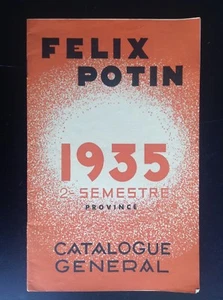 FELIX
POTIN
1935
2e SEMESTRE
PROVINCE
CATALOGUE
GENERAL